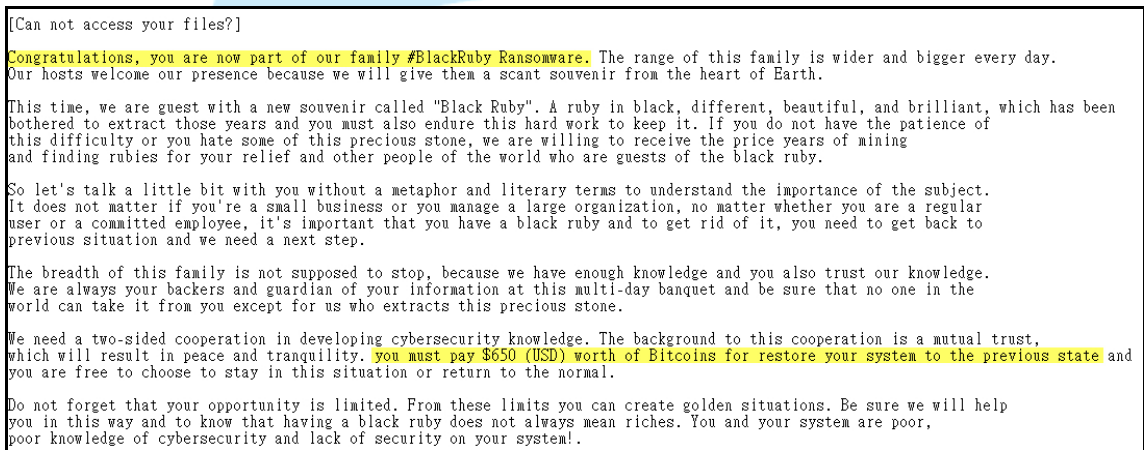 [Can not access your files?]
Congratulations, you are now part of our family #BlackRuby Ransomware. The range of this family is wider and bigger every day.
Our hosts welcome our presence because we will give them a scant souvenir from the heart of Earth.
This time, we are guest with a new souvenir called "Black Ruby". A ruby in black, different, beautiful, and brilliant, which has been
bothered to extract those years and you must also endure this hard work to keep it. If you do not have the patience of
this difficulty or you hate some of this precious stone, we are willing to receive the price years of mining
and finding rubies for your relief and other people of the world who are guests of the black ruby.
So let's talk a little bit with you without a metaphor and literary terms to understand the importance of the subject.
It does not matter if you're a small business or you manage a large organization, no matter whether you are a regular
user or a committed employee, it's important that you have a black ruby and to get rid of it, you need to get back to
previous situation and we need a next step.
The breadth of this family is not supposed to stop, because we have enough knowledge and you also trust our knowledge.
We are always your backers and guardian of your information at this multi-day banquet and be sure that no one in the
world can take it from you except for us who extracts this precious stone.
We need a two-sided cooperation in developing cybersecurity knowledge. The background to this cooperation is a mutual trust,
which will result in peace and tranquility. you must pay $650 (USD) worth of Bitcoins for restore your system to the previous state and
you are free to choose to stay in this situation or return to the normal.
Do not forget that your opportunity is limited. From these limits you can create golden situations. Be sure we will help
you in this way and to know that having a black ruby does not always mean riches. You and your system are poor,
poor knowledge of cybersecurity and lack of security on your system!.